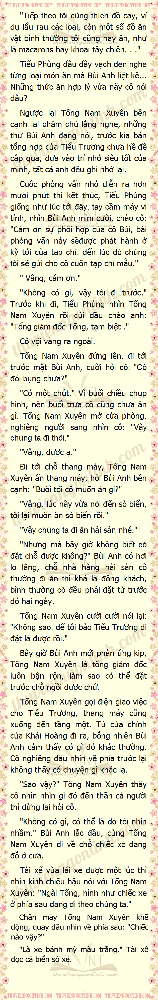 THUVIENNGONTINH.COM THUVIENNGONTINH.COM THUVIENNGONTINH.COM
"Tiếp theo tôi cũng thích đồ cay, ví
dụ lẩu rau các loại, còn một số đồ ăn
vặt bình thường tôi cũng hay ăn, như
là macarons hay khoai tây chiên. . ."
Tiểu Phùng đầu đầy vạch đen nghe
từng loại món ăn mà Bùi Anh liệt kê...
Những thức ăn hợp lý vừa nãy cô nói
đâu?
Ngược lại Tống Nam Xuyên bên
cạnh lại chăm chú lắng nghe, những
thứ Bùi Anh đang nói, trước kia bản
tổng hợp của Tiểu Trương chưa hề đề
cập qua, dựa vào trí nhớ siêu tốt của
mình, tất cả anh đều ghi nhớ lại.
Cuộc phỏng vấn nhỏ diễn ra hơn
mười phút thì kết thúc, Tiểu Phùng
giống như lúc tới đây, tay cầm máy vi
tính, nhìn Bùi Anh mỉm cười, chào cô:
"Cảm ơn sự phối hợp của cô Bùi, bài
phỏng vấn này sẽđược phát hành ở
kỳ tới của tạp chí, đến lúc đó chúng
tôi sẽ gửi cho cô cuốn tạp chí mẫu."
" Vâng, cám ơn."
"Không có gì, vậy tôi đi trước."
Trước khi đi, Tiểu Phùng nhìn Tống
Nam Xuyên rồi cúi đầu chào anh:
"Tổng giám đốc Tống, tạm biệt ."
Cô vội vàng ra ngoài.
Tống Nam Xuyên đứng lên, đi tới
trước mặt Bùi Anh, cười hỏi cô: "Cô
đói bụng chưa?"
"Có một chút." Vì buổi chiều chụp
hình, nên buổi trưa cô cũng chưa ăn
gì. Tống Nam Xuyên mở cửa phòng,
nghiêng người sang nhìn cô: "Vậy
chúng ta đi thôi."
"Vâng, được ạ."
Đi tới chỗ thang máy, Tống Nam
Xuyên ấn thang máy, hỏi Bùi Anh bên
cạnh: "Buổi tối cô muốn ăn gì?"
"Vâng, lúc nãy vừa nói đến sò biển,
tôi lại muốn ăn sò biển rồi."
"Vậy chúng ta đi ăn hải sản nhé."
"Nhưng mà bây giờ không biết có
đặt chỗ được không?" Bùi Anh có hơi
lo lắng, chỗ nhà hàng hải sản cô
thường đi ăn thì khá là đông khách,
bình thường cô đều phải đặt từ trước
đó hai ngày.
Tống Nam Xuyên cười cười nói lại:
"Không sao, để tôi bảo Tiểu Trương đi
đặt là được rồi."
Bây giờ Bùi Anh mới phản ứng kịp,
Tống Nam Xuyên là tổng giám đốc
luôn bận rộn, làm sao có thể đặt
trước chỗ ngồi được chứ.
Tống Nam Xuyên gọi điện giao việc
cho Tiểu Trương, thang máy cũng
xuống đến tầng một. Từ cửa chính
của Khái Hoàng đi ra, bỗng nhiên Bùi
Anh cảm thấy có gì đó khác thường.
Cô nghiêng đầu nhìn về phía trước lại
không thấy có chuyện gì khác lạ.
"Sao vậy?" Tống Nam Xuyên thấy
cô nhìn nhìn gì đó đến thần cả người
thì dừng lại hỏi cô.
"Không có gì, có thể là do tôi nhìn
nhầm." Bùi Anh lắc đầu, cùng Tống
Nam Xuyên đi về chỗ chiếc xe đang
đỗ ở cửa.
Tài xế vừa lái xe được một lúc thì
nhìn kính chiếu hậu nói với Tống Nam
Xuyên: "Ngài Tống, hình như chiếc xe
ở phía sau đang đi theo chúng ta."
Chân mày Tống Nam Xuyên khẽ
động, quay đầu nhìn về phía sau: "Chiếc
nào vậy?"
"Là xe bánh mỳ màu trắng." Tài xế
đọc cả biển số xe.
THUVIENNGONTINH.COM THUVIENNGONTINH.COM THUVIENNGONTINH.COM